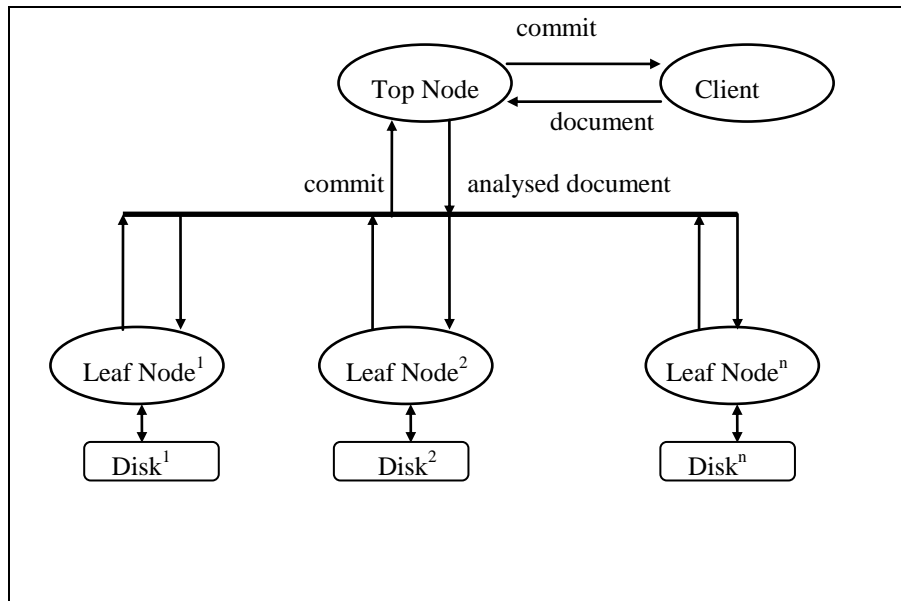 commit
Top Node
Client
document
commit
analysed document
Leaf Node¹
Leaf Node²
Leaf Nodeⁿ
Disk¹
Disk²
Diskⁿ